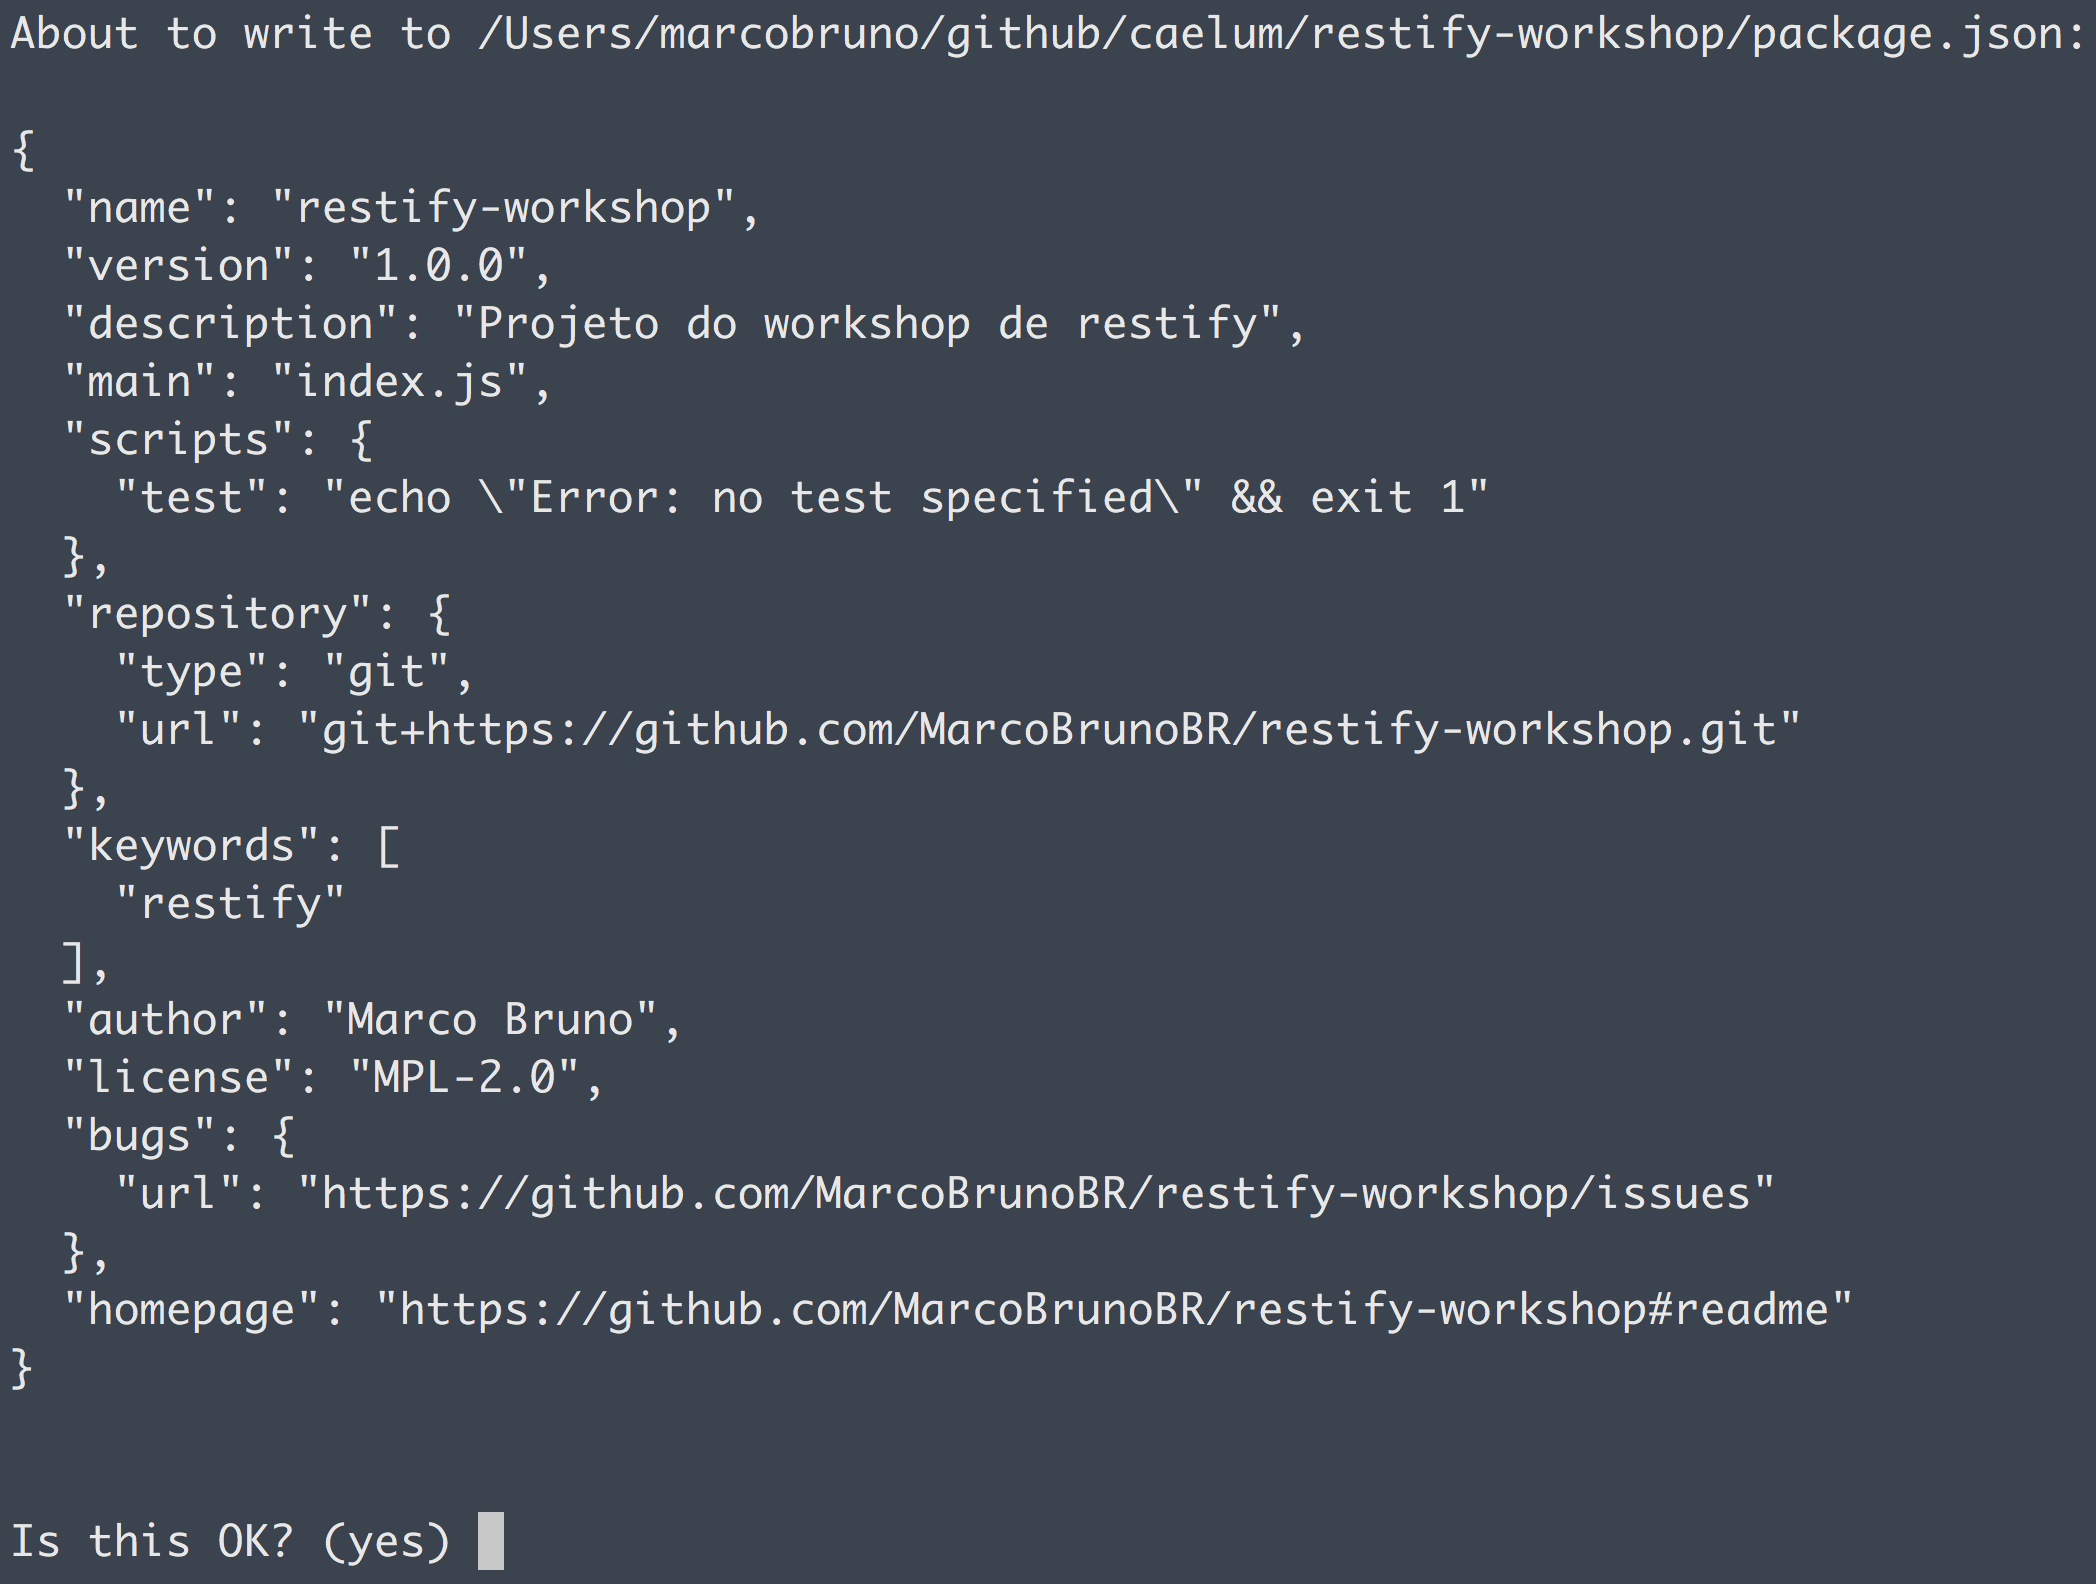 About to write to /Users/marcobruno/github/caelum/restify-workshop/package.json:
{
  "name": "restify-workshop",
  "version": "1.0.0",
  "description": "Projeto do workshop de restify",
  "main": "index.js",
  "scripts": {
    "test": "echo \"Error: no test specified\" && exit 1"
  },
  "repository": {
    "type": "git",
    "url": "git+https://github.com/MarcoBrunoBR/restify-workshop.git"
  },
  "keywords": [
    "restify"
  ],
  "author": "Marco Bruno",
  "license": "MPL-2.0",
  "bugs": {
    "url": "https://github.com/MarcoBrunoBR/restify-workshop/issues"
  },
  "homepage": "https://github.com/MarcoBrunoBR/restify-workshop#readme"
}
Is this OK? (yes)